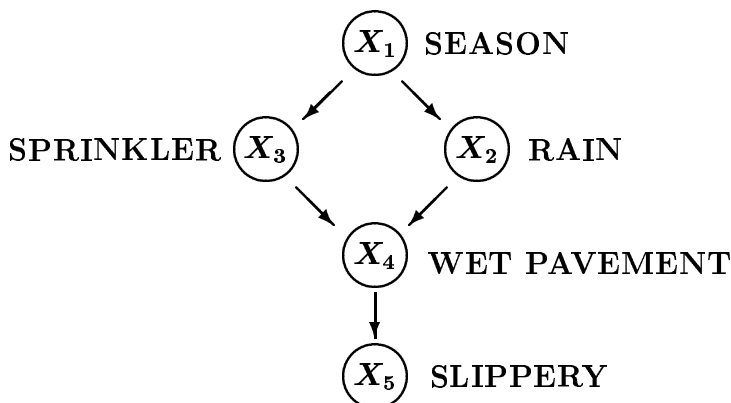 X1 SEASON
SPRINKLER X3 X2 RAIN
X4 WET PAVEMENT
X5 SLIPPERY